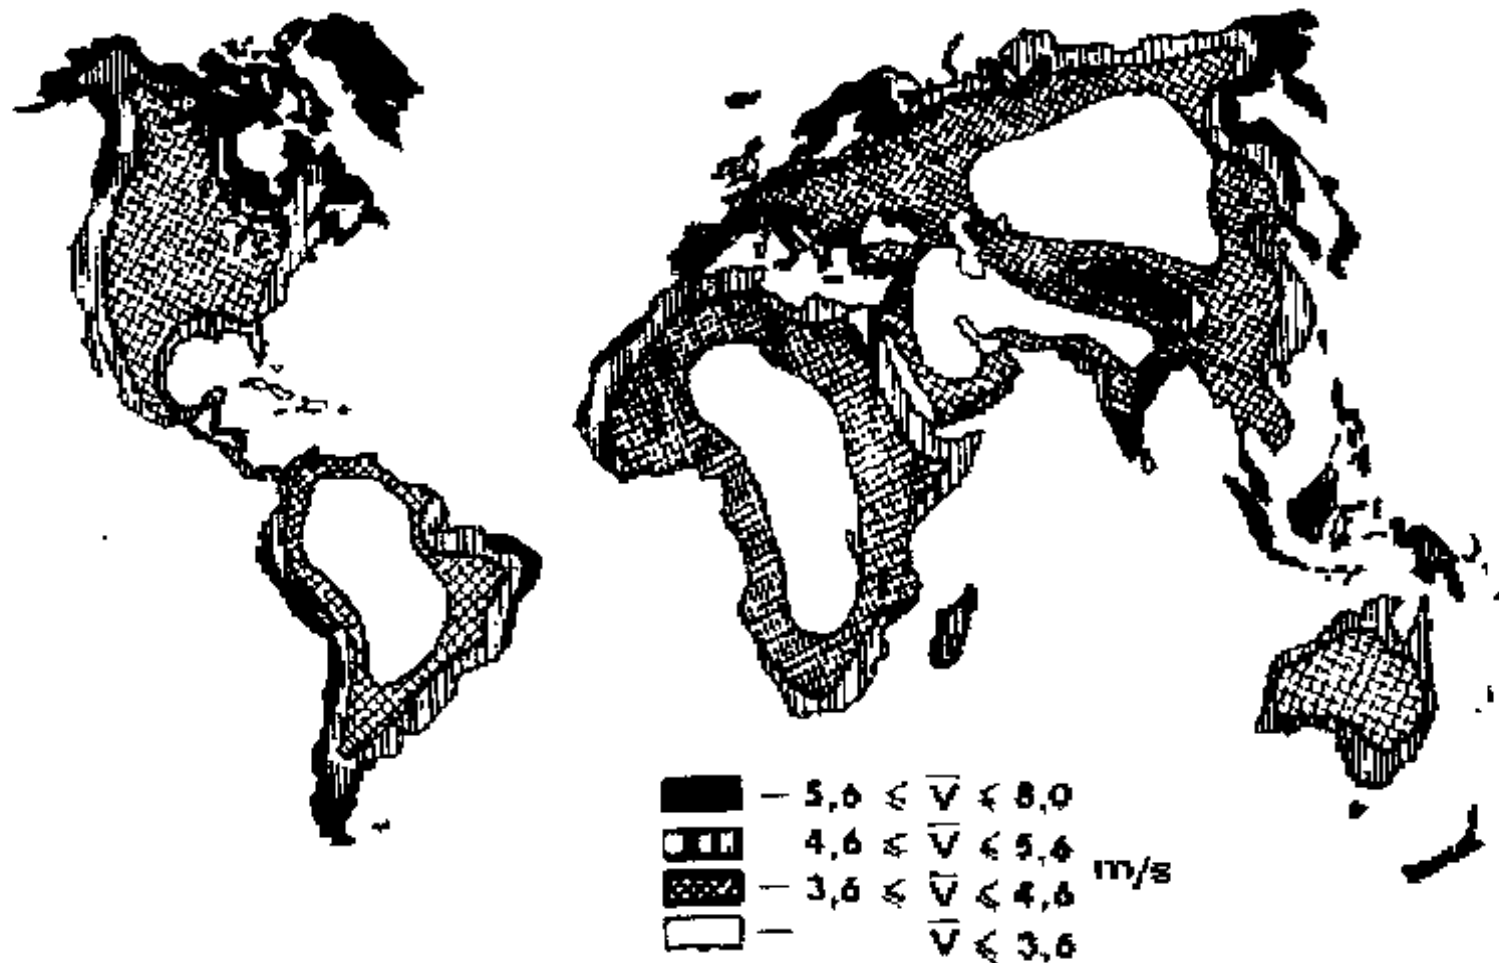 — 5,6 ≤ V̅ ≤ 8,0
4,6 ≤ V̅ ≤ 5,6
m/s
— 3,6 ≤ V̅ ≤ 4,6
— V̅ ≤ 3,6